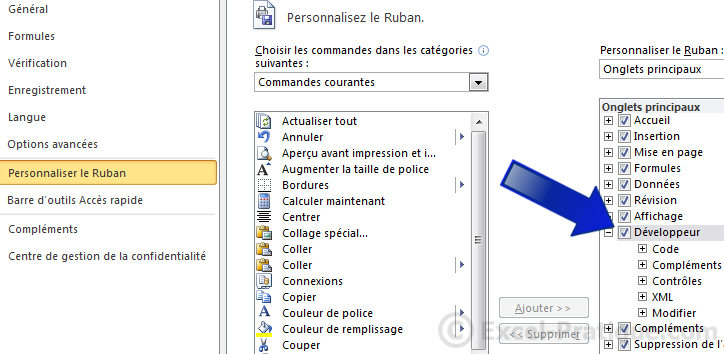 Général
Formules
Vérification
Enregistrement
Langue
Options avancées
Personnaliser le Ruban
Barre d'outils Accès rapide
Compléments
Centre de gestion de la confidentialité
Personnalisez le Ruban.
Choisir les commandes dans les catégories
suivantes :
Commandes courantes
Actualiser tout
Annuler
Aperçu avant impression et i...
Augmenter la taille de police
Bordures
Calculer maintenant
Centrer
Collage spécial...
Coller
Coller
Connexions
Copier
Couleur de police
Couleur de remplissage
Couper
Ajouter >>
<< Supprimer
Personnaliser le Ruban :
Onglets principaux
Onglets principaux
Accueil
Insertion
Mise en page
Formules
Données
Révision
Affichage
Développeur
Code
Compléments
Contrôles
XML
Modifier
Compléments
Suppression de l'
© Excel-Pratique.com